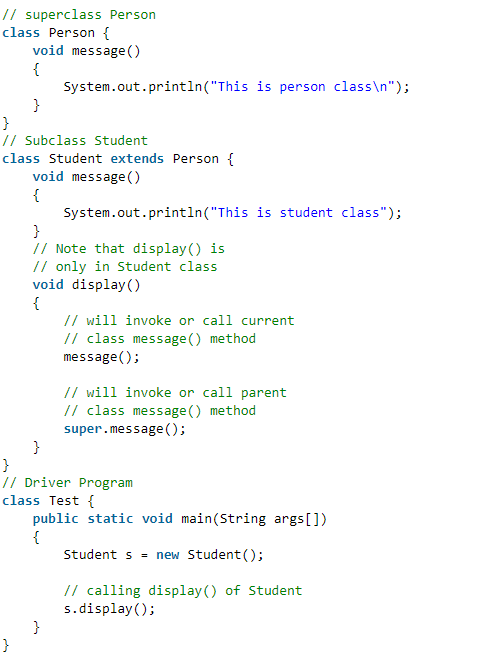 // superclass Person
class Person {
    void message()
    {
        System.out.println("This is person class\n");
    }
}
// Subclass Student
class Student extends Person {
    void message()
    {
        System.out.println("This is student class");
    }
    // Note that display() is
    // only in Student class
    void display()
    {
        // will invoke or call current
        // class message() method
        message();

        // will invoke or call parent
        // class message() method
        super.message();
    }
}
// Driver Program
class Test {
    public static void main(String args[])
    {
        Student s = new Student();

        // calling display() of Student
        s.display();
    }
}